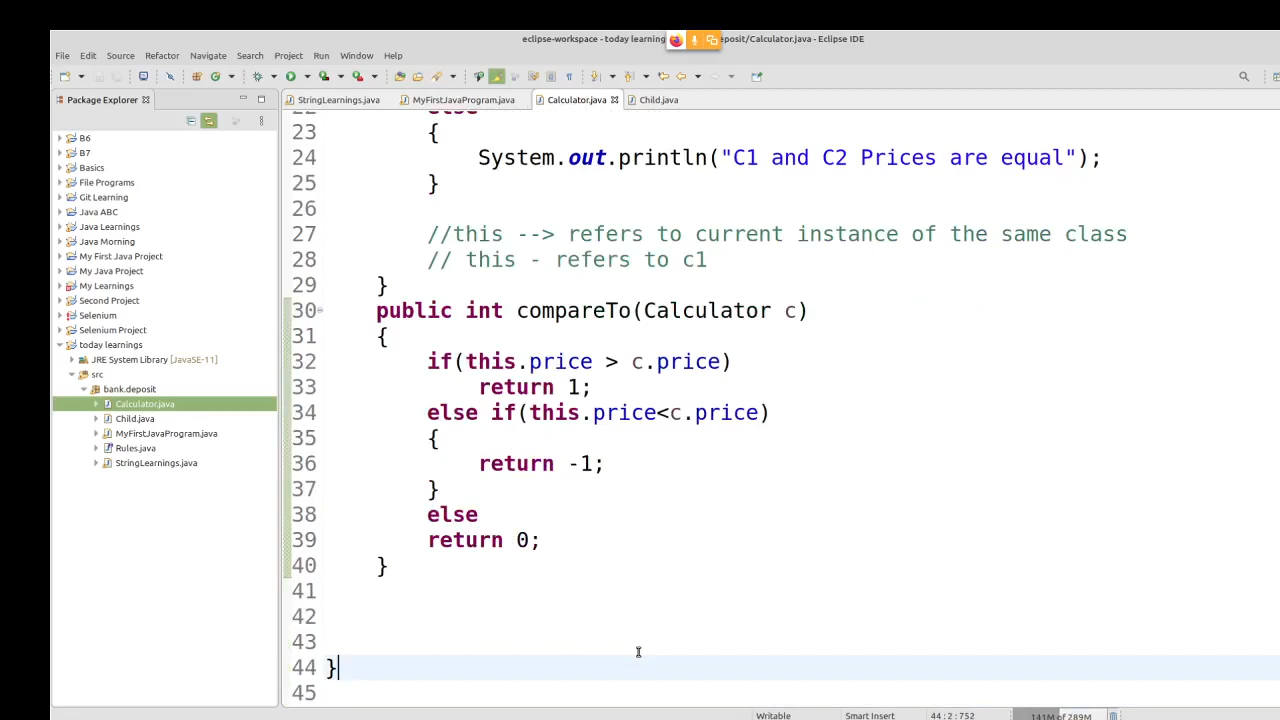 eclipse-workspace - today learning eposit/Calculator.java - Eclipse IDE
File Edit Source Refactor Navigate Search Project Run Window Help
Package Explorer
StringLearnings.java MyFirstJavaProgram.java Calculator.java Child.java
B6
B7
Basics
File Programs
Git Learning
Java ABC
Java Learnings
Java Morning
My First Java Project
My Java Project
My Learnings
Second Project
Selenium
Selenium Project
today learnings
JRE System Library [JavaSE-11]
src
bank.deposit
Calculator.java
Child.java
MyFirstJavaProgram.java
Rules.java
StringLearnings.java
22 else
23 {
24 System.out.println("C1 and C2 Prices are equal");
25 }
26
27 //this --> refers to current instance of the same class
28 // this - refers to c1
29 }
30 public int compareTo(Calculator c)
31 {
32 if(this.price > c.price)
33 return 1;
34 else if(this.price<c.price)
35 {
36 return -1;
37 }
38 else
39 return 0;
40 }
41
42
43
44 }
45
Writable Smart Insert 44 : 2 : 752 141M of 289M